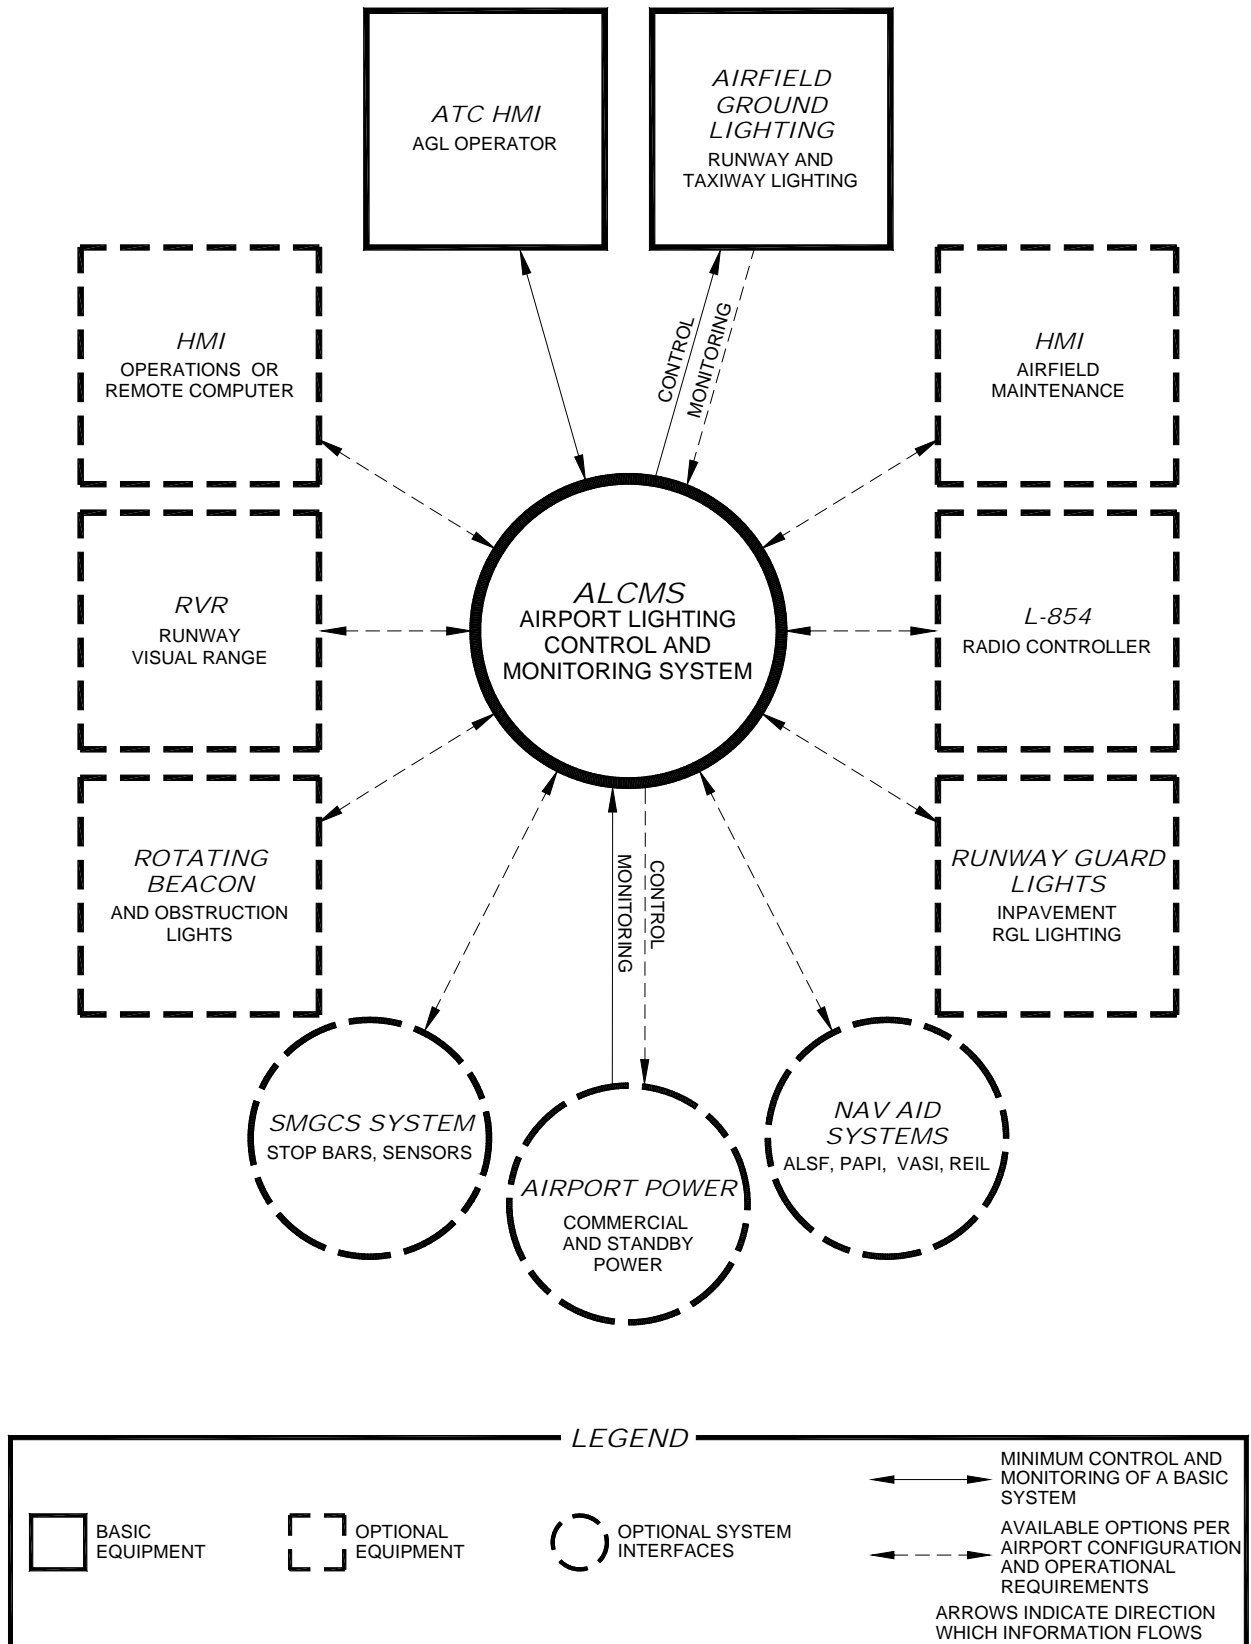 ATC HMI
AGL OPERATOR
AIRFIELD
GROUND
LIGHTING
RUNWAY AND
TAXIWAY LIGHTING
HMI
OPERATIONS OR
REMOTE COMPUTER
CONTROL
MONITORING
HMI
AIRFIELD
MAINTENANCE
RVR
RUNWAY
VISUAL RANGE
ALCMS
AIRPORT LIGHTING
CONTROL AND
MONITORING SYSTEM
L-854
RADIO CONTROLLER
ROTATING
BEACON
AND OBSTRUCTION
LIGHTS
MONITORING
CONTROL
RUNWAY GUARD
LIGHTS
INPAVEMENT
RGL LIGHTING
SMGCS SYSTEM
STOP BARS, SENSORS
AIRPORT POWER
COMMERCIAL
AND STANDBY
POWER
NAV AID
SYSTEMS
ALSF, PAPI, VASI, REIL
LEGEND
BASIC
EQUIPMENT
OPTIONAL
EQUIPMENT
OPTIONAL SYSTEM
INTERFACES
MINIMUM CONTROL AND
MONITORING OF A BASIC
SYSTEM
AVAILABLE OPTIONS PER
AIRPORT CONFIGURATION
AND OPERATIONAL
REQUIREMENTS
ARROWS INDICATE DIRECTION
WHICH INFORMATION FLOWS